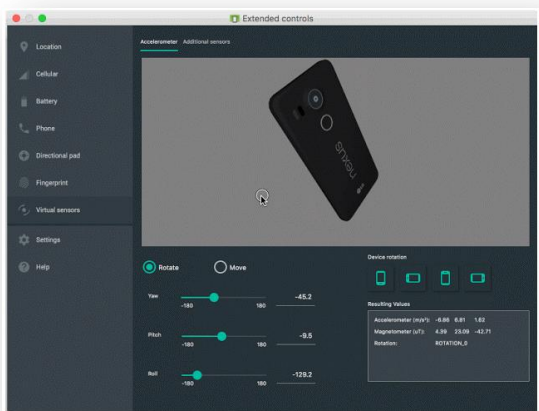 Extended controls
Location
Cellular
Battery
Phone
Directional pad
Fingerprint
Virtual sensors
Settings
Help
Accelerometer Additional sensors
nexus
Rotate Move
Yaw -45.2
-180 180
Pitch -9.5
-180 180
Roll -129.2
-180 180
Device rotation
Resulting Values
Accelerometer (m/s²): -6.86 6.81 1.62
Magnetometer (uT): 4.39 23.09 -42.71
Rotation: ROTATION_0